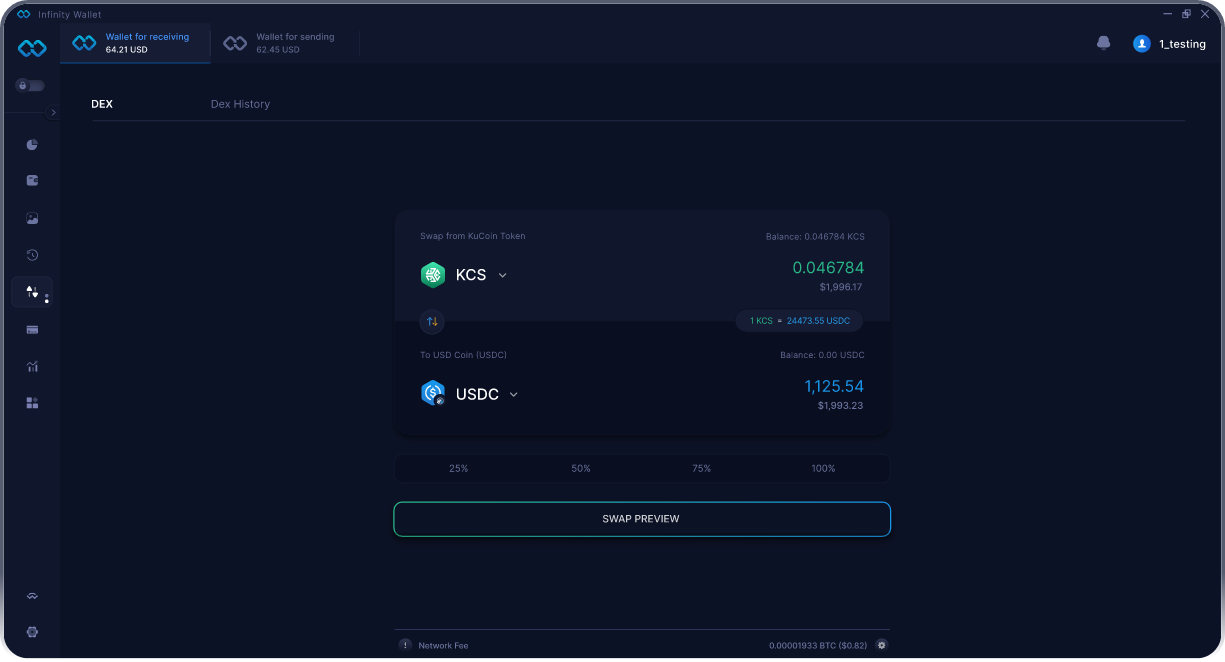 Infinity Wallet
Wallet for receiving
64.21 USD
Wallet for sending
62.45 USD
1_testing
DEX
Dex History
Swap from KuCoin Token
Balance: 0.046784 KCS
KCS
0.046784
$1,996.17
1 KCS = 24473.55 USDC
To USD Coin (USDC)
Balance: 0.00 USDC
USDC
1,125.54
$1,993.23
25%
50%
75%
100%
SWAP PREVIEW
Network Fee
0.00001933 BTC ($0.82)